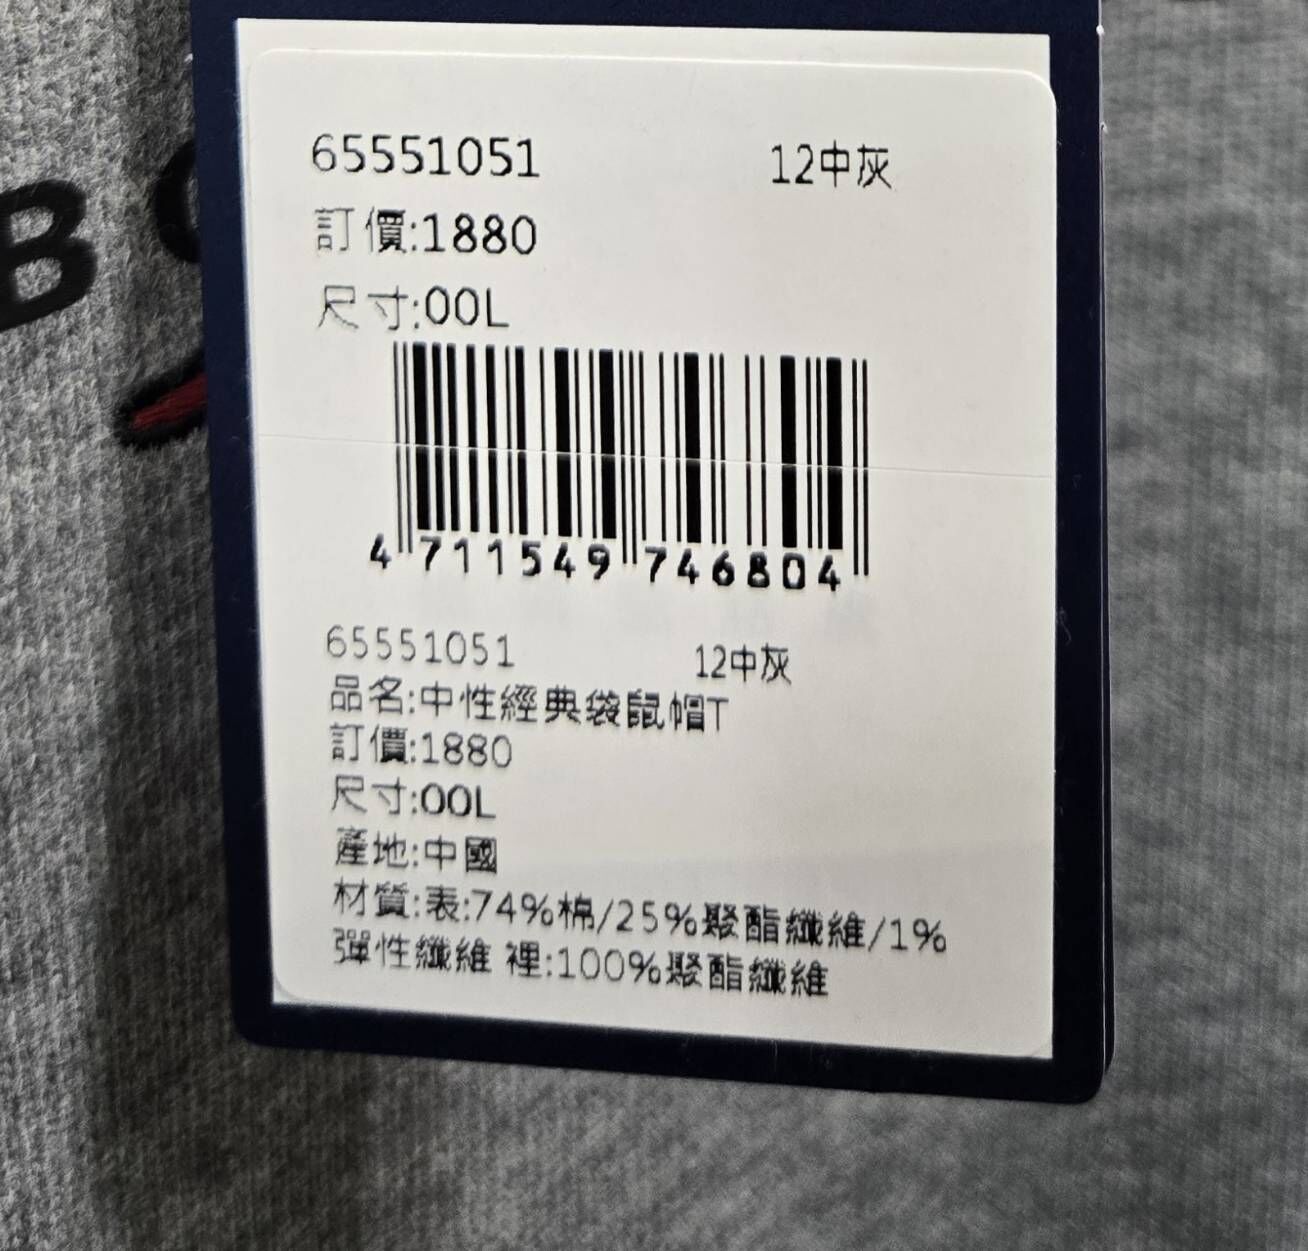 B
65551051 12中灰
訂價:1880
尺寸:00L
4 711549 746804
65551051 12中灰
品名:中性經典袋鼠帽T
訂價:1880
尺寸:00L
產地:中國
材質:表:74%棉/25%聚酯纖維/1%
彈性纖維 裡:100%聚酯纖維